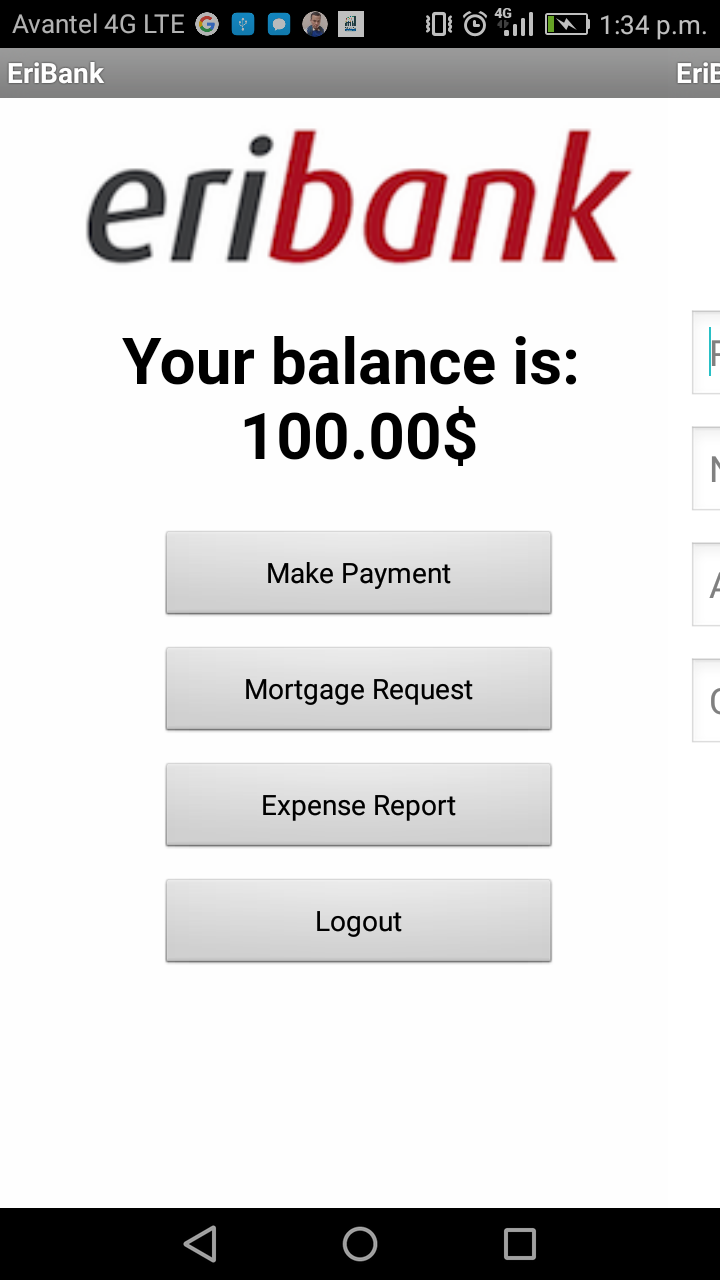 Avantel 4G LTE 4G 1:34 p.m.
EriBank
eribank
Your balance is:
100.00$
Make Payment
Mortgage Request
Expense Report
Logout